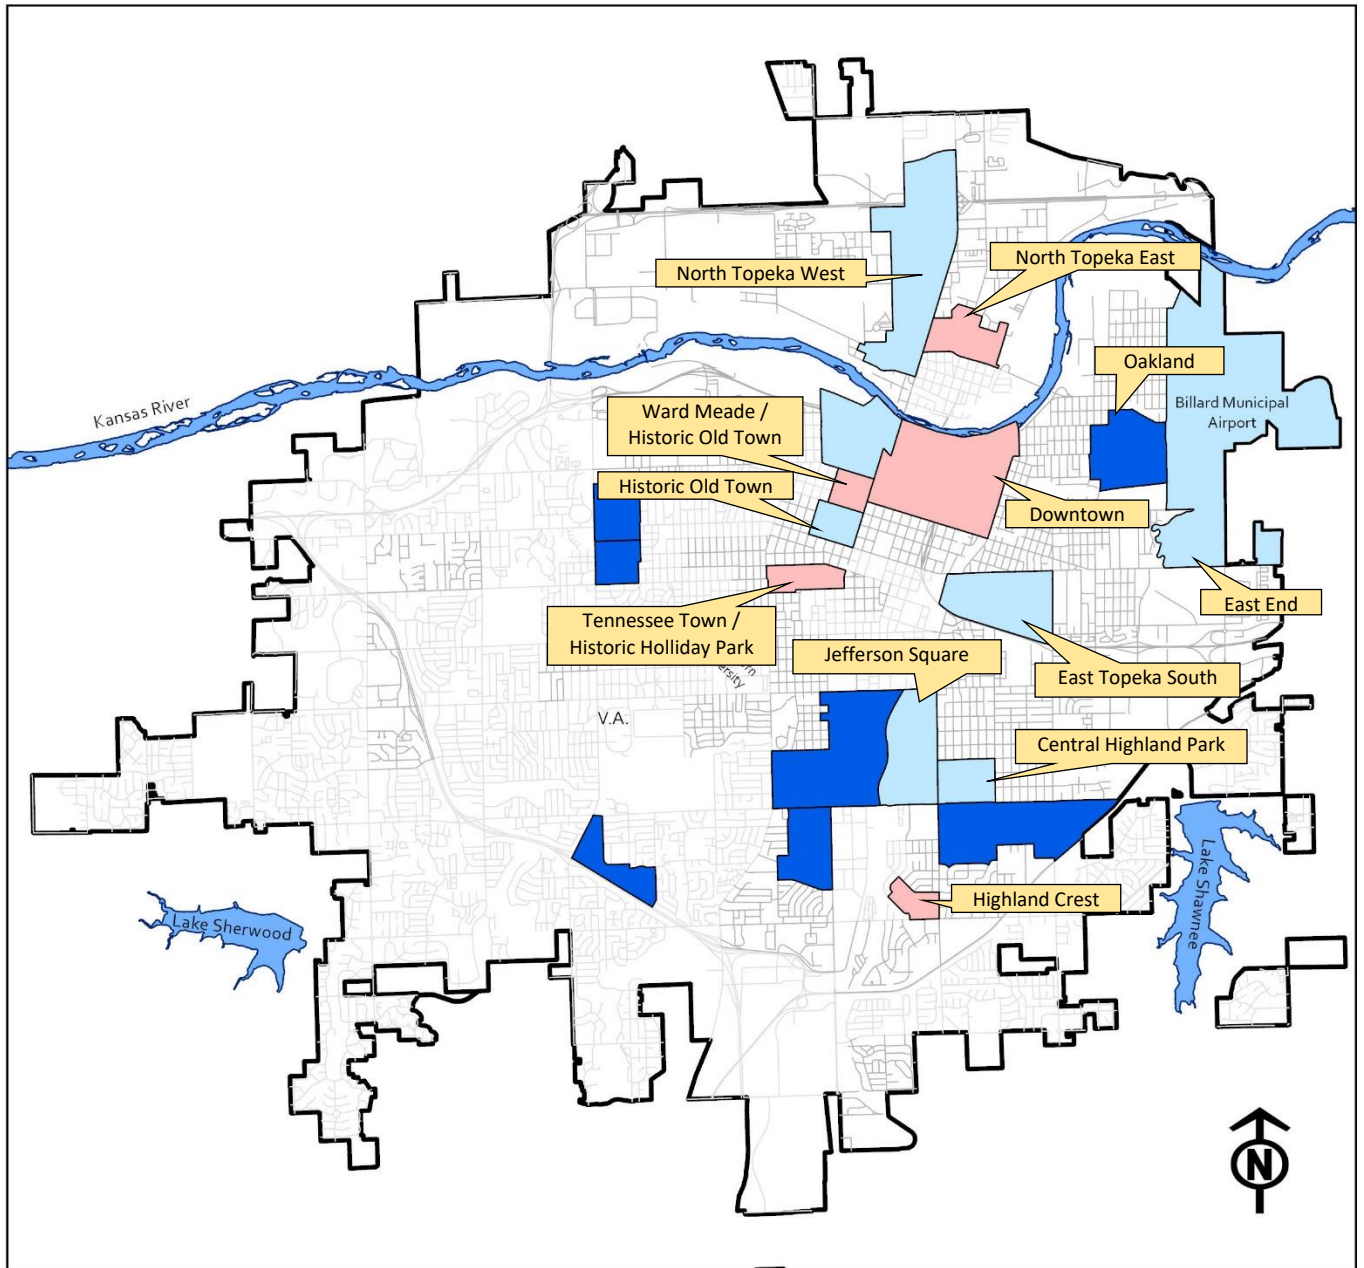 North Topeka West
North Topeka East
Oakland
Kansas River
Ward Meade /
Historic Old Town
Billard Municipal
Airport
Historic Old Town
Downtown
East End
Tennessee Town /
Historic Holliday Park
Jefferson Square
East Topeka South
V.A.
Central Highland Park
Lake Shawnee
Highland Crest
Lake Sherwood
N